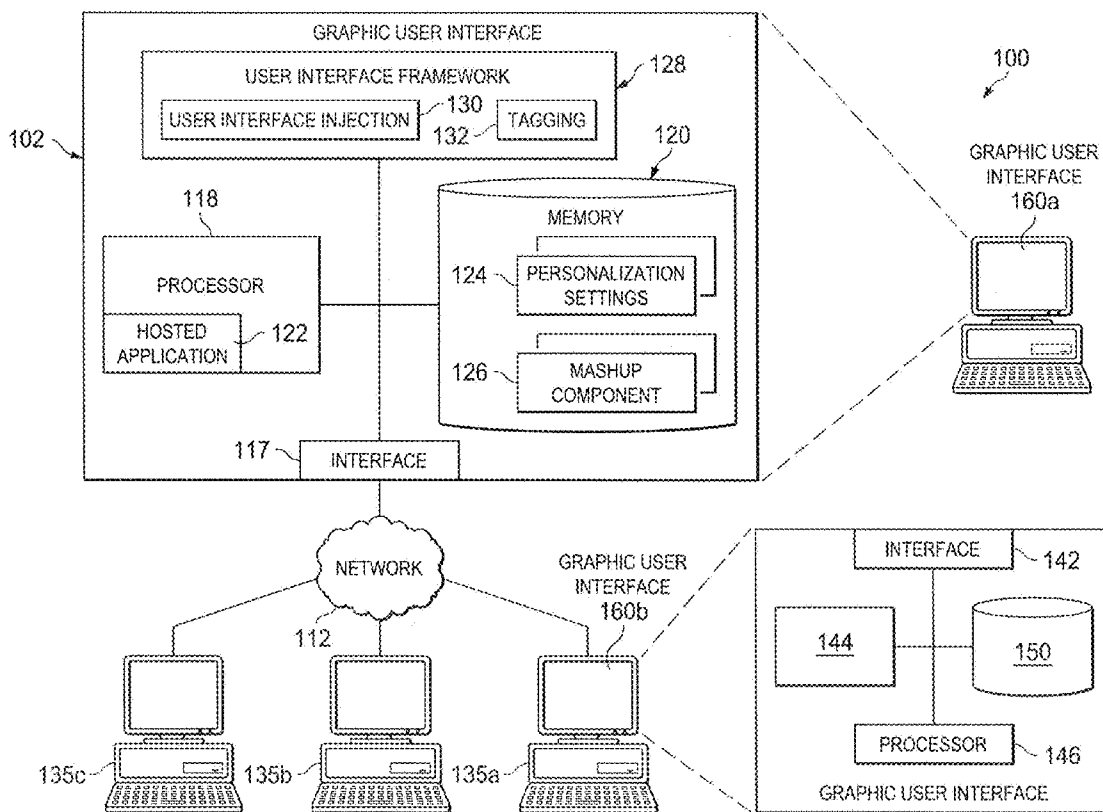 GRAPHIC USER INTERFACE
USER INTERFACE FRAMEWORK
128
USER INTERFACE INJECTION
130
132
TAGGING
102
120
118
PROCESSOR
HOSTED
APPLICATION
122
MEMORY
124
PERSONALIZATION
SETTINGS
126
MASHUP
COMPONENT
117
INTERFACE
100
GRAPHIC USER
INTERFACE
160a
NETWORK
112
GRAPHIC USER
INTERFACE
160b
135c
135b
135a
INTERFACE
142
144
150
PROCESSOR
146
GRAPHIC USER INTERFACE